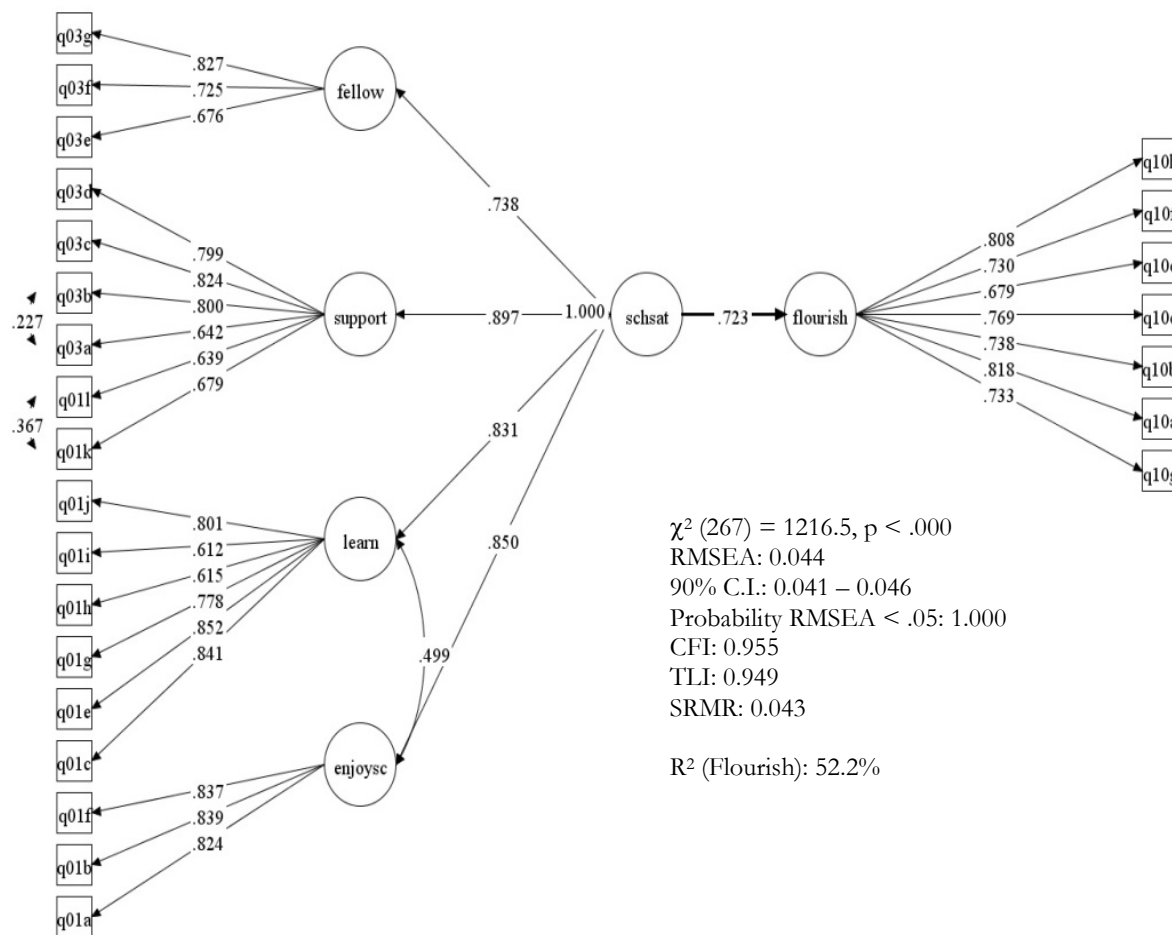 q03g
.827
q03f
.725
fellow
q03e
.676
q03d
.738
.799
q03c
.824
.808
.730
.679
q03b
.800
.227
support
.897
1.000
schsat
.723
flourish
.769
q03a
.642
.738
q01l
.639
.818
q10b
.679
.733
q10a
.367
q01k
q10g
.831
q01j
.801
χ² (267) = 1216.5, p < .000
q01i
.612
learn
.850
RMSEA: 0.044
q01h
.615
90% C.I.: 0.041 – 0.046
.778
Probability RMSEA < .05: 1.000
q01g
.852
CFI: 0.955
.841
.499
TLI: 0.949
q01e
SRMR: 0.043
q01c
enjoysc
R² (Flourish): 52.2%
.837
q01f
.839
.824
q01b
q01a